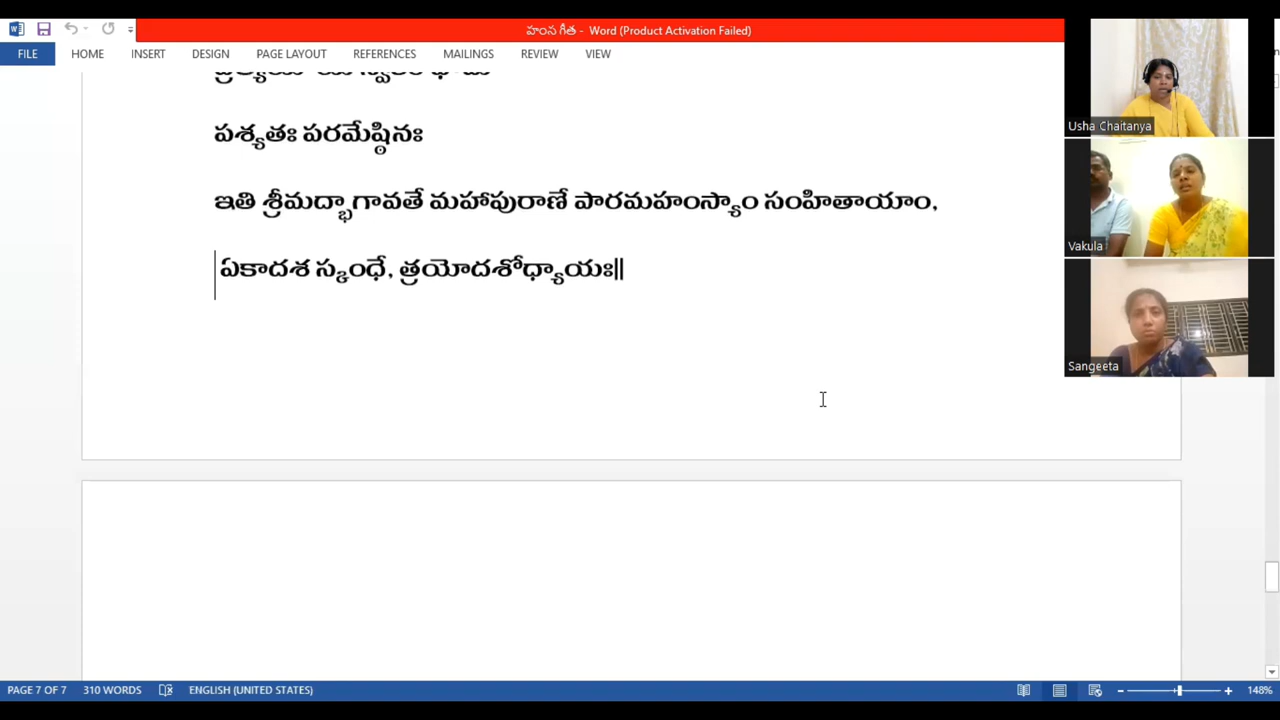 హంస గీత - Word (Product Activation Failed)
FILE HOME INSERT DESIGN PAGE LAYOUT REFERENCES MAILINGS REVIEW VIEW
పశ్యతః పరమేష్ఠినః
ఇతి శ్రీమద్భాగావతే మహాపురాణే పారమహంస్యాం సంహితాయాం,
ఏకాదశ స్కంధే, త్రయోదశోధ్యాయః||
Usha Chaitanya
Vakula
Sangeeta
PAGE 7 OF 7 310 WORDS ENGLISH (UNITED STATES) 148%